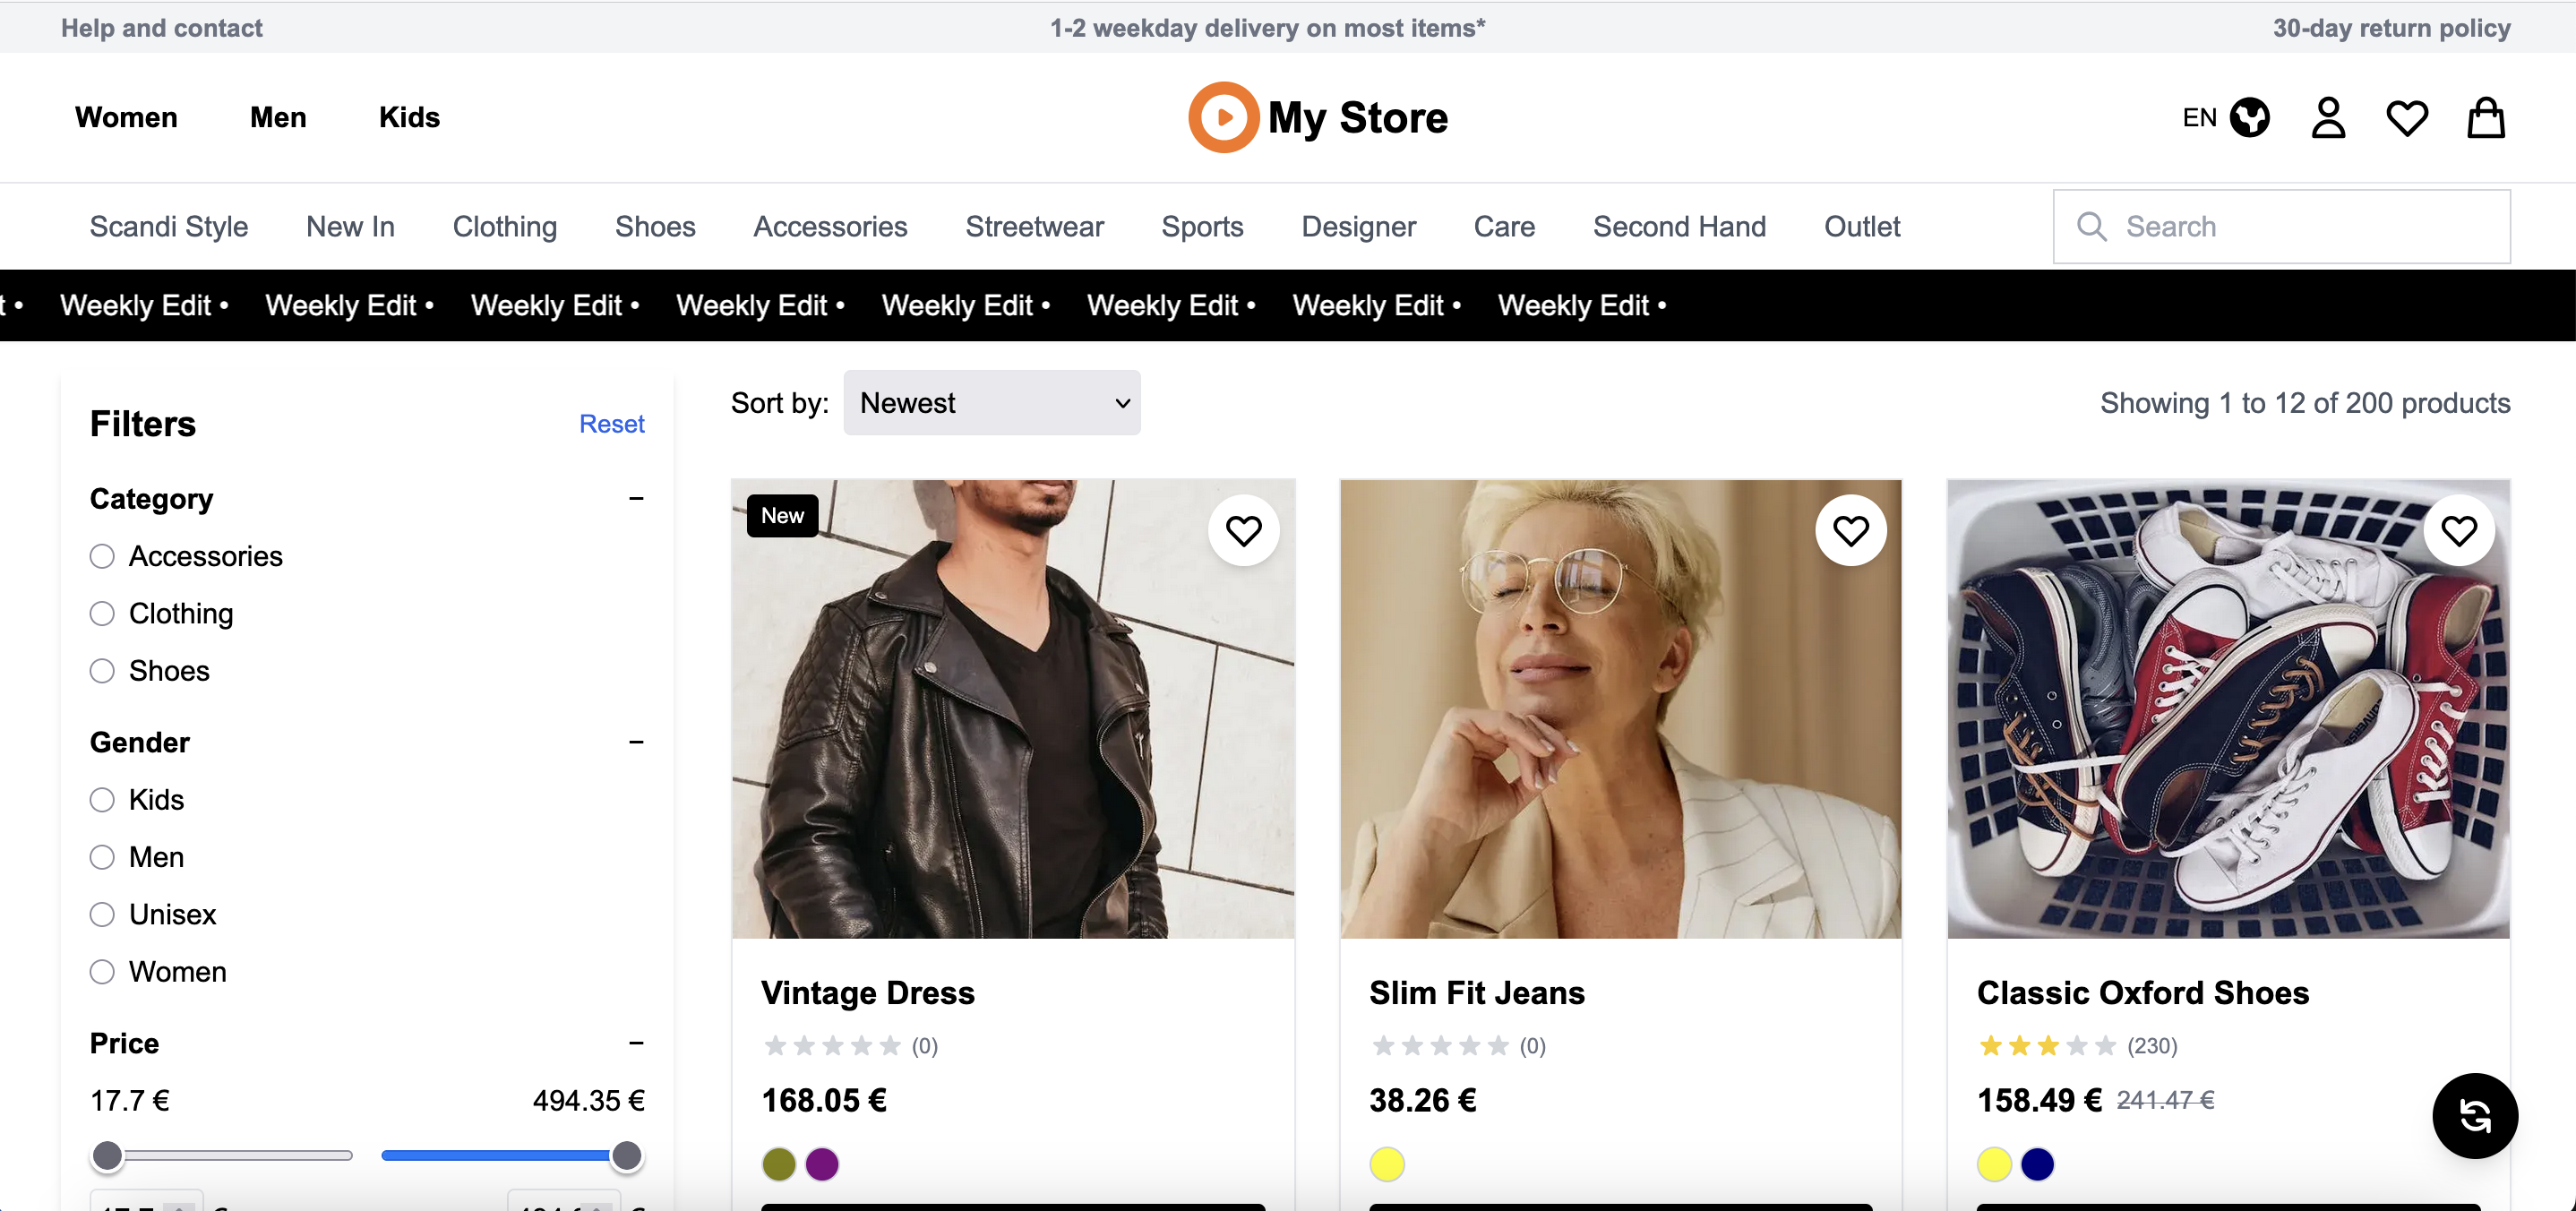 Help and contact
1-2 weekday delivery on most items*
30-day return policy
Women
Men
Kids
My Store
EN
Scandi Style
New In
Clothing
Shoes
Accessories
Streetwear
Sports
Designer
Care
Second Hand
Outlet
Search
t • Weekly Edit • Weekly Edit • Weekly Edit • Weekly Edit • Weekly Edit • Weekly Edit • Weekly Edit • Weekly Edit •
Filters
Reset
Category
Accessories
Clothing
Shoes
Gender
Kids
Men
Unisex
Women
Price
17.7 €
494.35 €
Sort by: Newest
Showing 1 to 12 of 200 products
New
Vintage Dress
(0)
168.05 €
Slim Fit Jeans
(0)
38.26 €
Classic Oxford Shoes
(230)
158.49 € 241.47 €